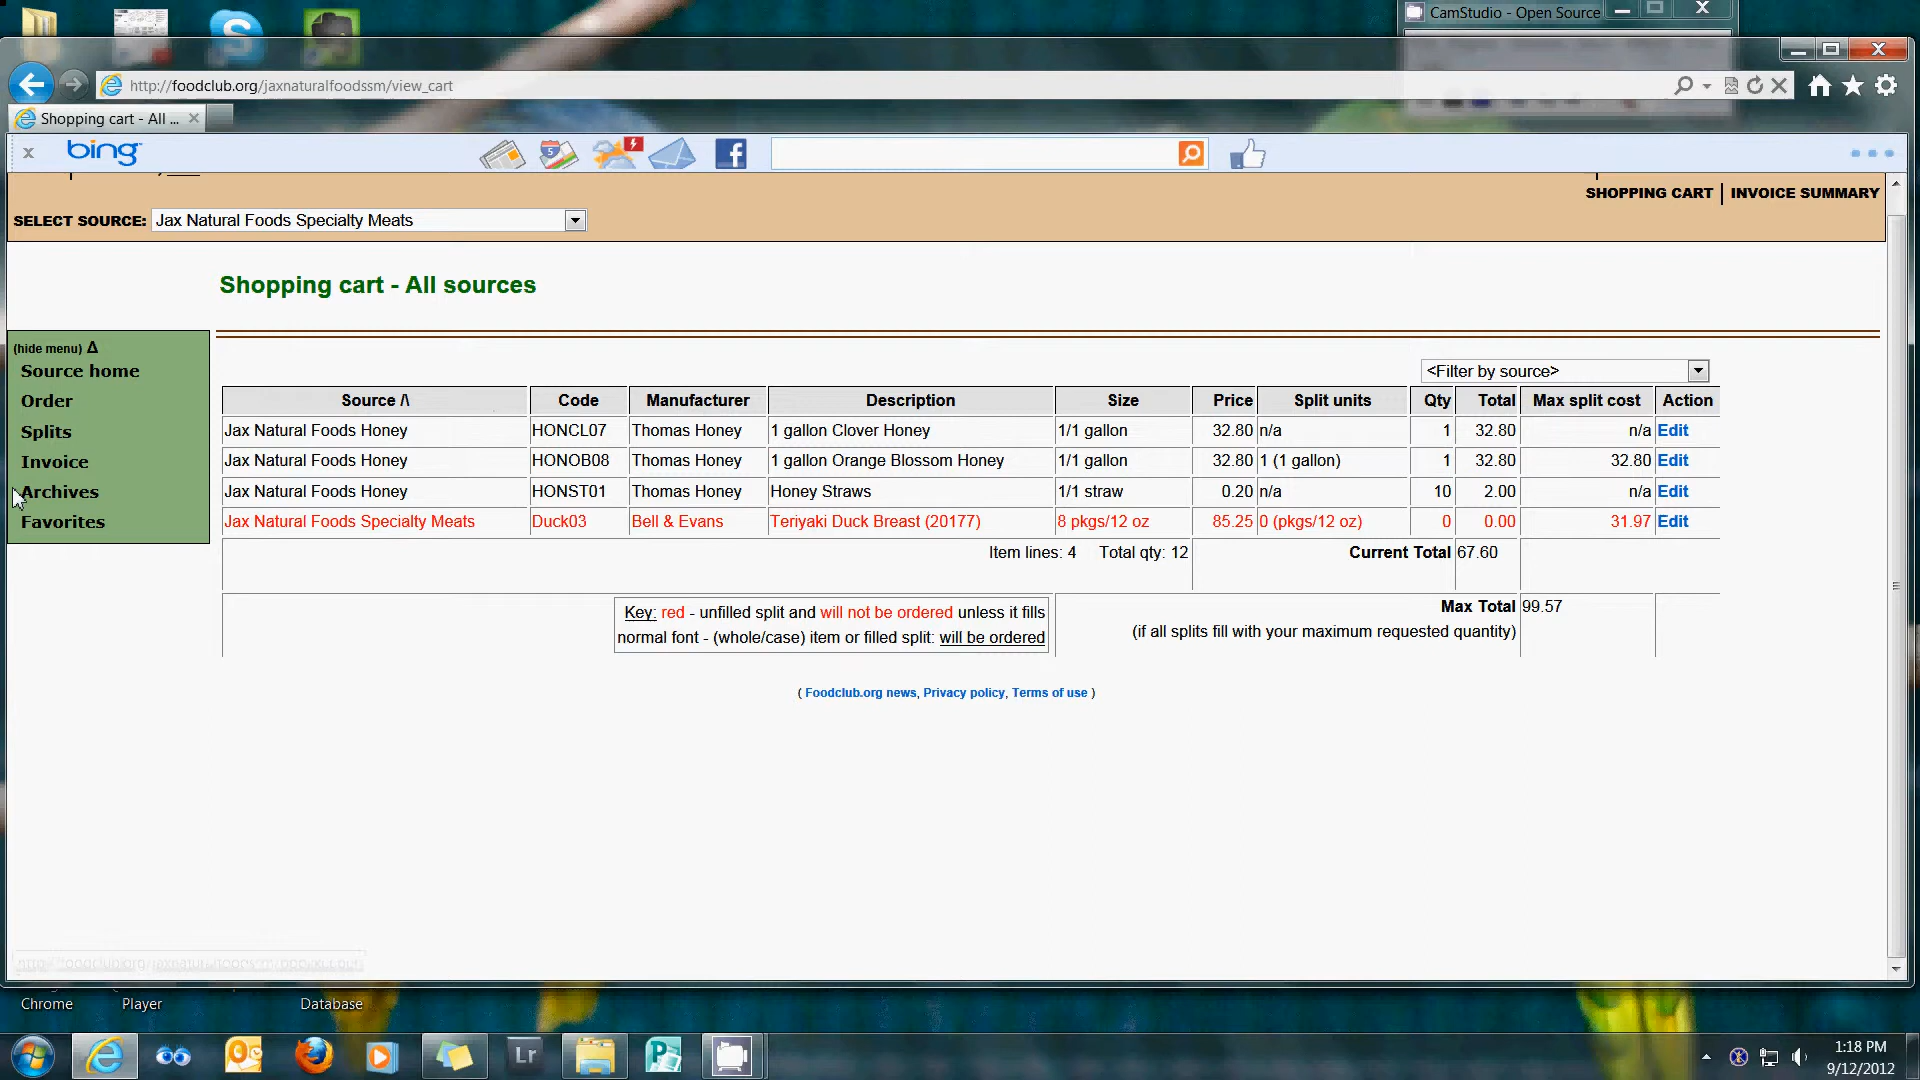 CamStudio - Open Source
http://foodclub.org/jaxnaturalfoodssm/view_cart
Shopping cart - All ...
x bing
SHOPPING CART | INVOICE SUMMARY
SELECT SOURCE: Jax Natural Foods Specialty Meats
Shopping cart - All sources
(hide menu) Δ
Source home
Order
Splits
Invoice
Archives
Favorites
<Filter by source>
Source /\ Code Manufacturer Description Size Price Split units Qty Total Max split cost Action
Jax Natural Foods Honey HONCL07 Thomas Honey 1 gallon Clover Honey 1/1 gallon 32.80 n/a 1 32.80 n/a Edit
Jax Natural Foods Honey HONOB08 Thomas Honey 1 gallon Orange Blossom Honey 1/1 gallon 32.80 1 (1 gallon) 1 32.80 32.80 Edit
Jax Natural Foods Honey HONST01 Thomas Honey Honey Straws 1/1 straw 0.20 n/a 10 2.00 n/a Edit
Jax Natural Foods Specialty Meats Duck03 Bell & Evans Teriyaki Duck Breast (20177) 8 pkgs/12 oz 85.25 0 (pkgs/12 oz) 0 0.00 31.97 Edit
Item lines: 4 Total qty: 12 Current Total 67.60
Key: red - unfilled split and will not be ordered unless it fills
normal font - (whole/case) item or filled split: will be ordered
Max Total 99.57
(if all splits fill with your maximum requested quantity)
( Foodclub.org news, Privacy policy, Terms of use )
Chrome
Player
Database
Lr
1:18 PM
9/12/2012